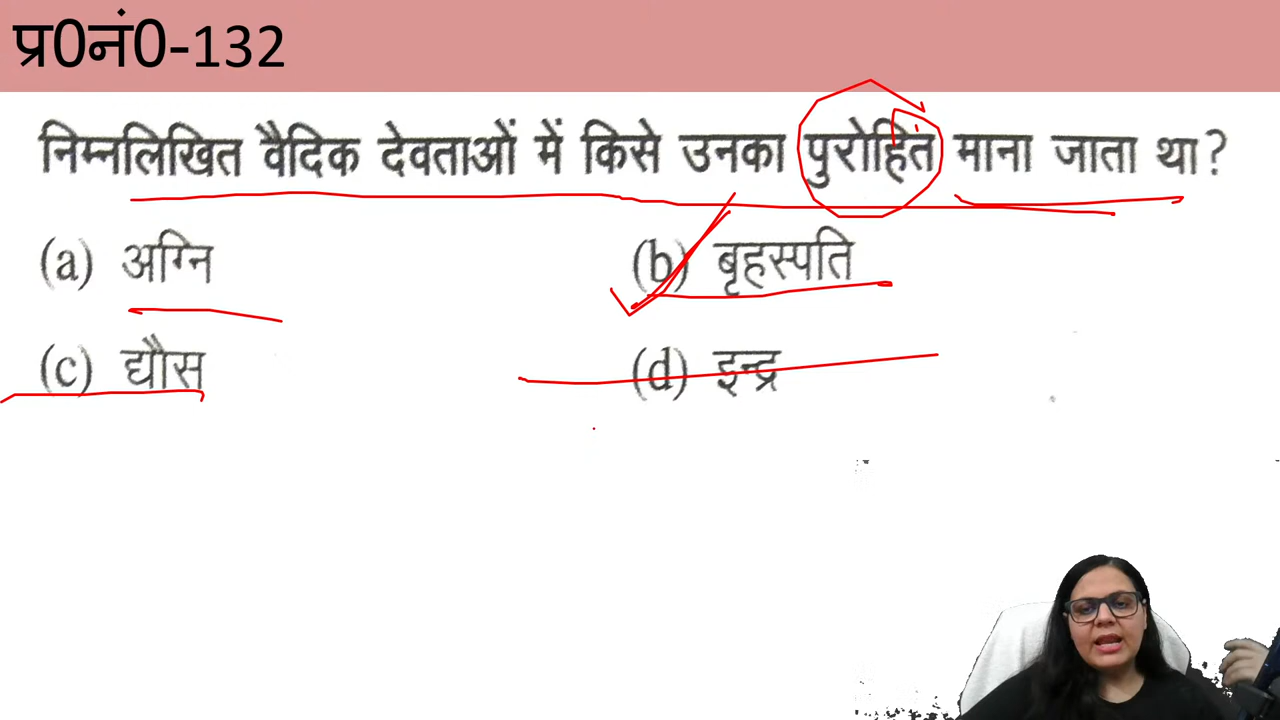 प्र0नं0-132
निम्नलिखित वैदिक देवताओं में किसे उनका पुरोहित माना जाता था?
(a) अग्नि (b) बृहस्पति
(c) द्यौस (d) इन्द्र